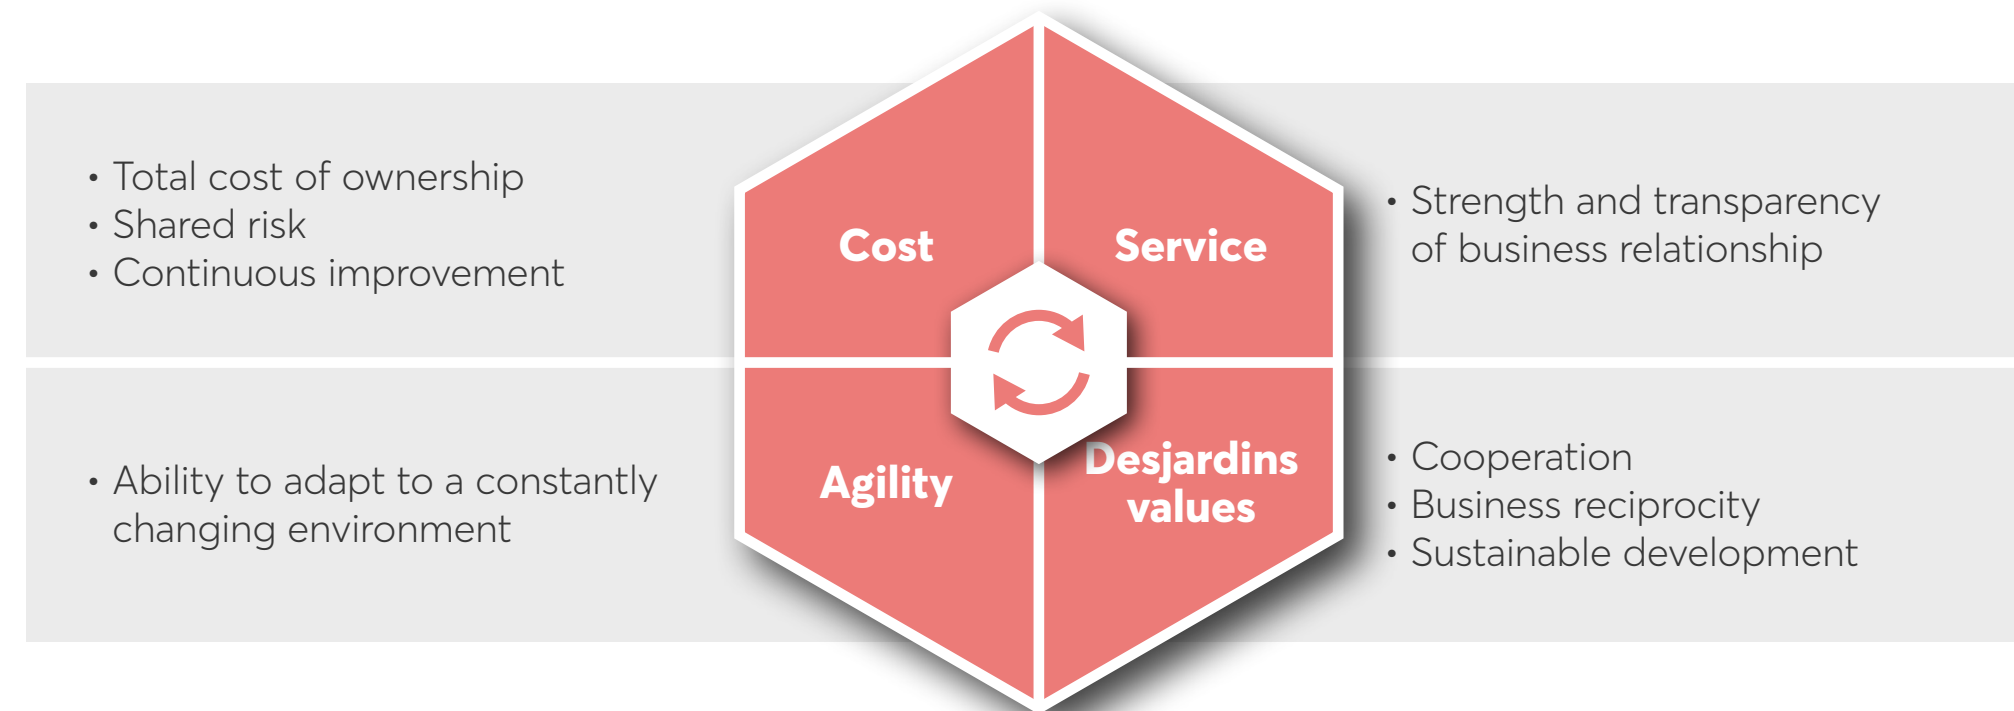 • Total cost of ownership
• Shared risk
• Continuous improvement
Cost
Service
• Strength and transparency
of business relationship
• Ability to adapt to a constantly
changing environment
Agility
Desjardins
values
• Cooperation
• Business reciprocity
• Sustainable development